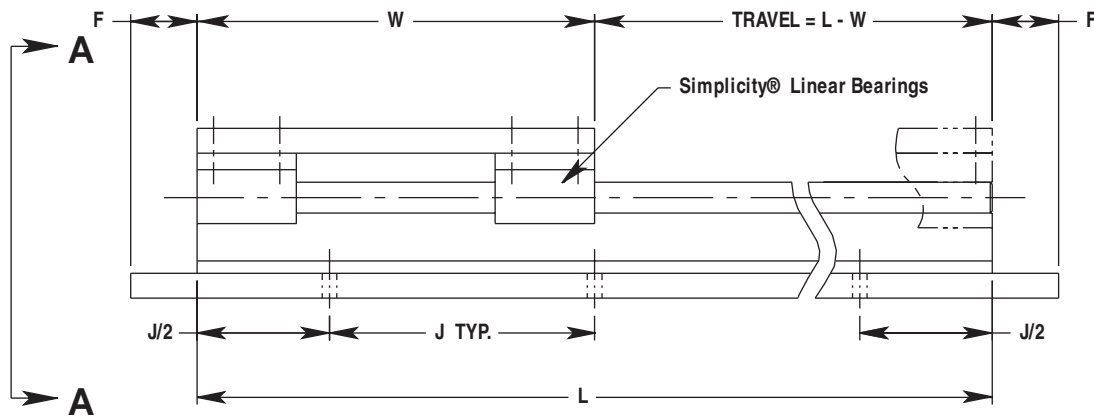 F
W
TRAVEL = L - W
F
A
Simplicity® Linear Bearings
J/2
J TYP.
J/2
A
L